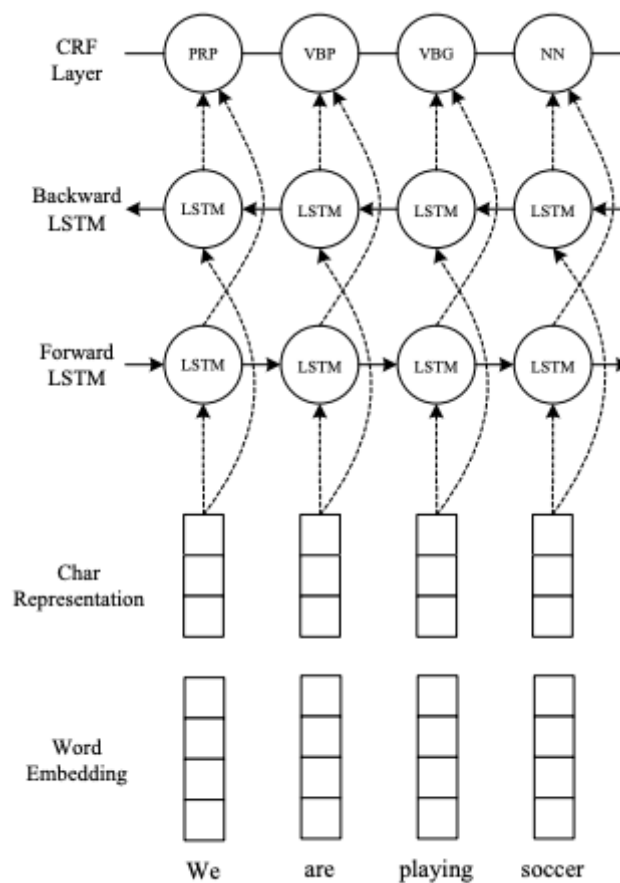 CRF
Layer
PRP VBP VBG NN
Backward
LSTM
LSTM LSTM LSTM LSTM
Forward
LSTM
LSTM LSTM LSTM LSTM
Char
Representation
Word
Embedding
We are playing soccer